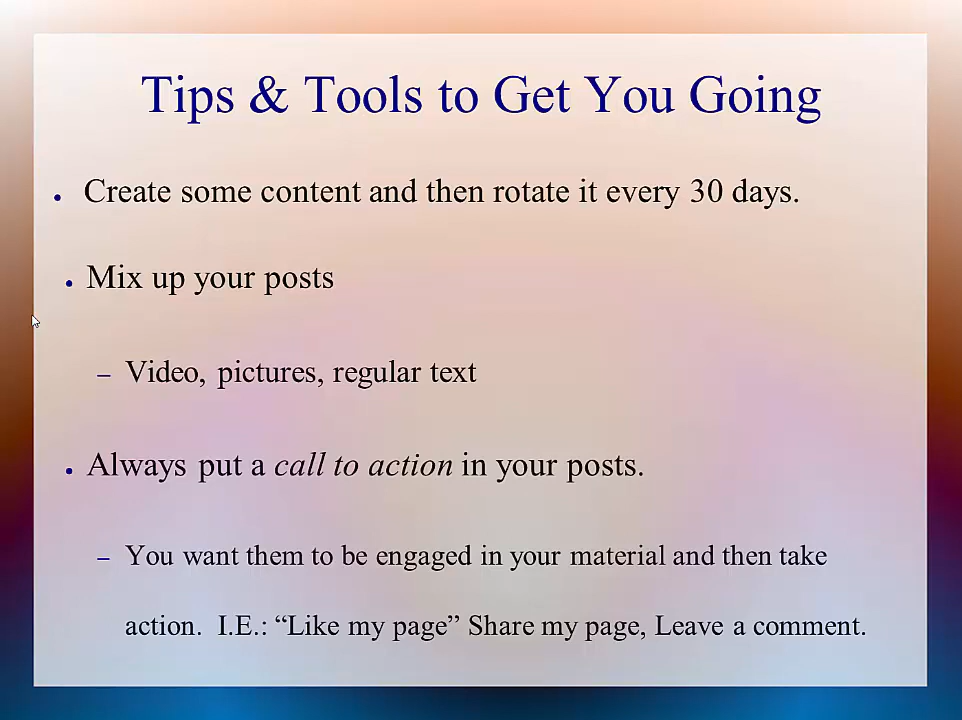 Tips & Tools to Get You Going
• Create some content and then rotate it every 30 days.
• Mix up your posts
– Video, pictures, regular text
• Always put a call to action in your posts.
– You want them to be engaged in your material and then take
action.  I.E.: “Like my page” Share my page, Leave a comment.